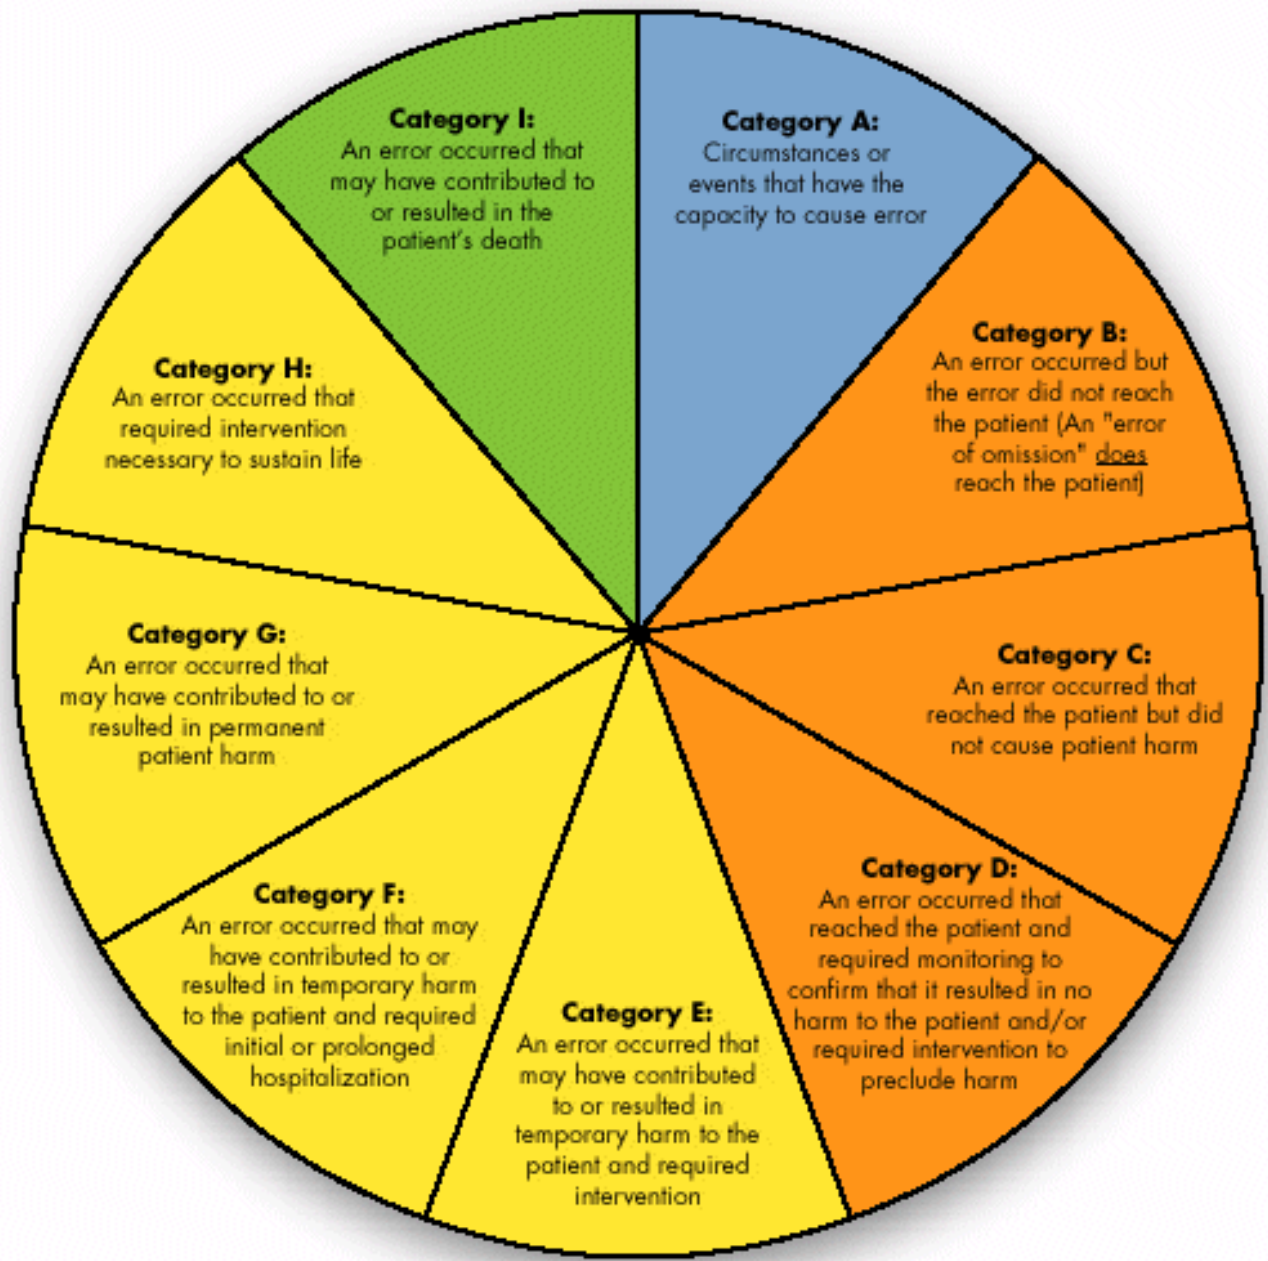 Category A:
Circumstances or
events that have the
capacity to cause error
Category B:
An error occurred but
the error did not reach
the patient (An "error
of omission" does
reach the patient)
Category C:
An error occurred that
reached the patient but did
not cause patient harm
Category D:
An error occurred that
reached the patient and
required monitoring to
confirm that it resulted in no
harm to the patient and/or
required intervention to
preclude harm
Category E:
An error occurred that
may have contributed
to or resulted in
temporary harm to the
patient and required
intervention
Category F:
An error occurred that may
have contributed to or
resulted in temporary harm
to the patient and required
initial or prolonged
hospitalization
Category G:
An error occurred that
may have contributed to or
resulted in permanent
patient harm
Category H:
An error occurred that
required intervention
necessary to sustain life
Category I:
An error occurred that
may have contributed to
or resulted in the
patient's death